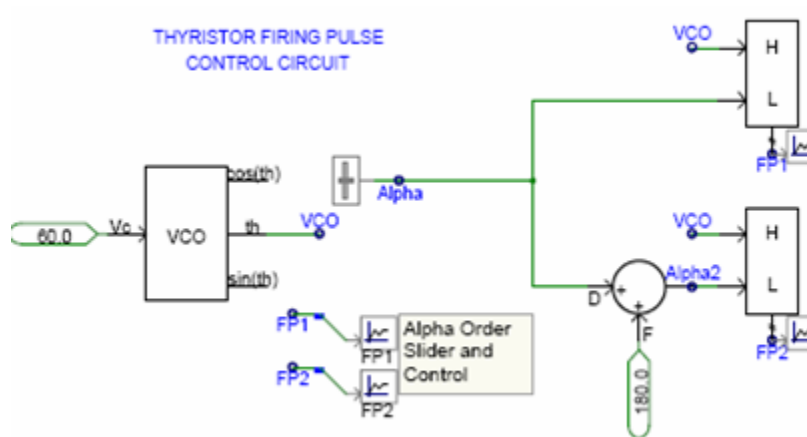 THYRISTOR FIRING PULSE
CONTROL CIRCUIT
VCO
H
L
FP1
cos(th)
Alpha
60.0
Vc
VCO
th
VCO
sin(th)
VCO
H
Alpha2
L
D
+
+
F
FP2
180.0
FP1
FP1
FP2
FP2
Alpha Order
Slider and
Control